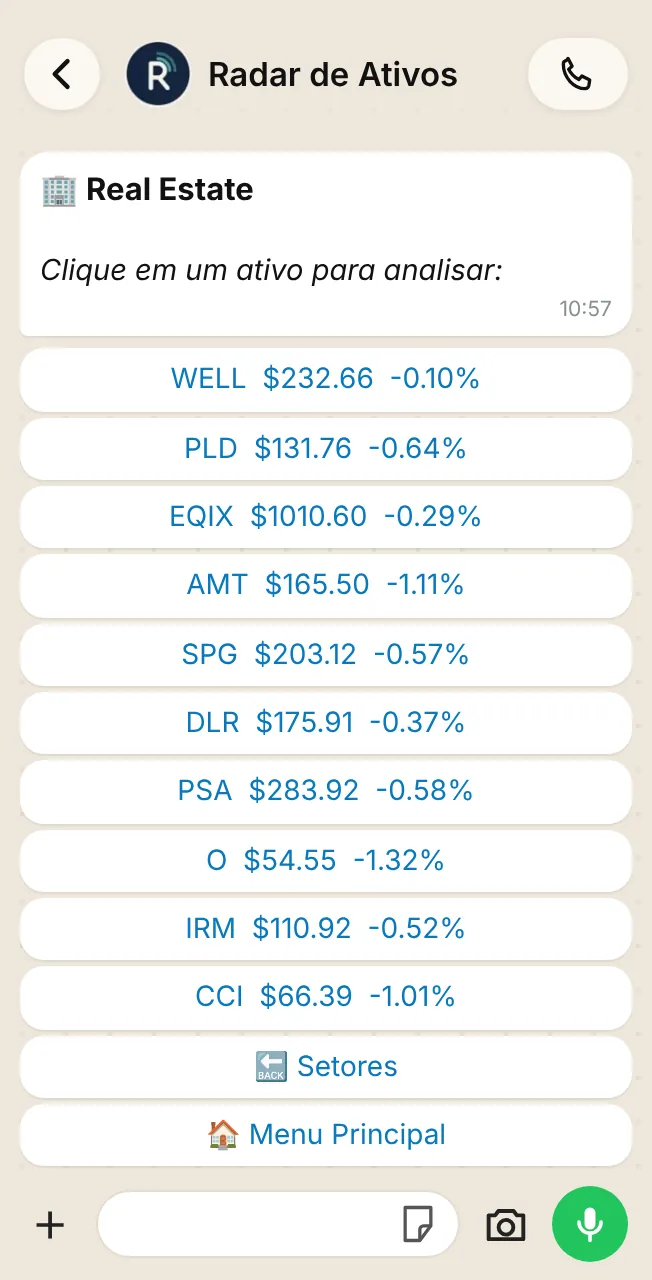 R
Radar de Ativos
🏢 Real Estate
Clique em um ativo para analisar:
10:57
WELL $232.66 -0.10%
PLD $131.76 -0.64%
EQIX $1010.60 -0.29%
AMT $165.50 -1.11%
SPG $203.12 -0.57%
DLR $175.91 -0.37%
PSA $283.92 -0.58%
O $54.55 -1.32%
IRM $110.92 -0.52%
CCI $66.39 -1.01%
🔙 Setores
🏠 Menu Principal